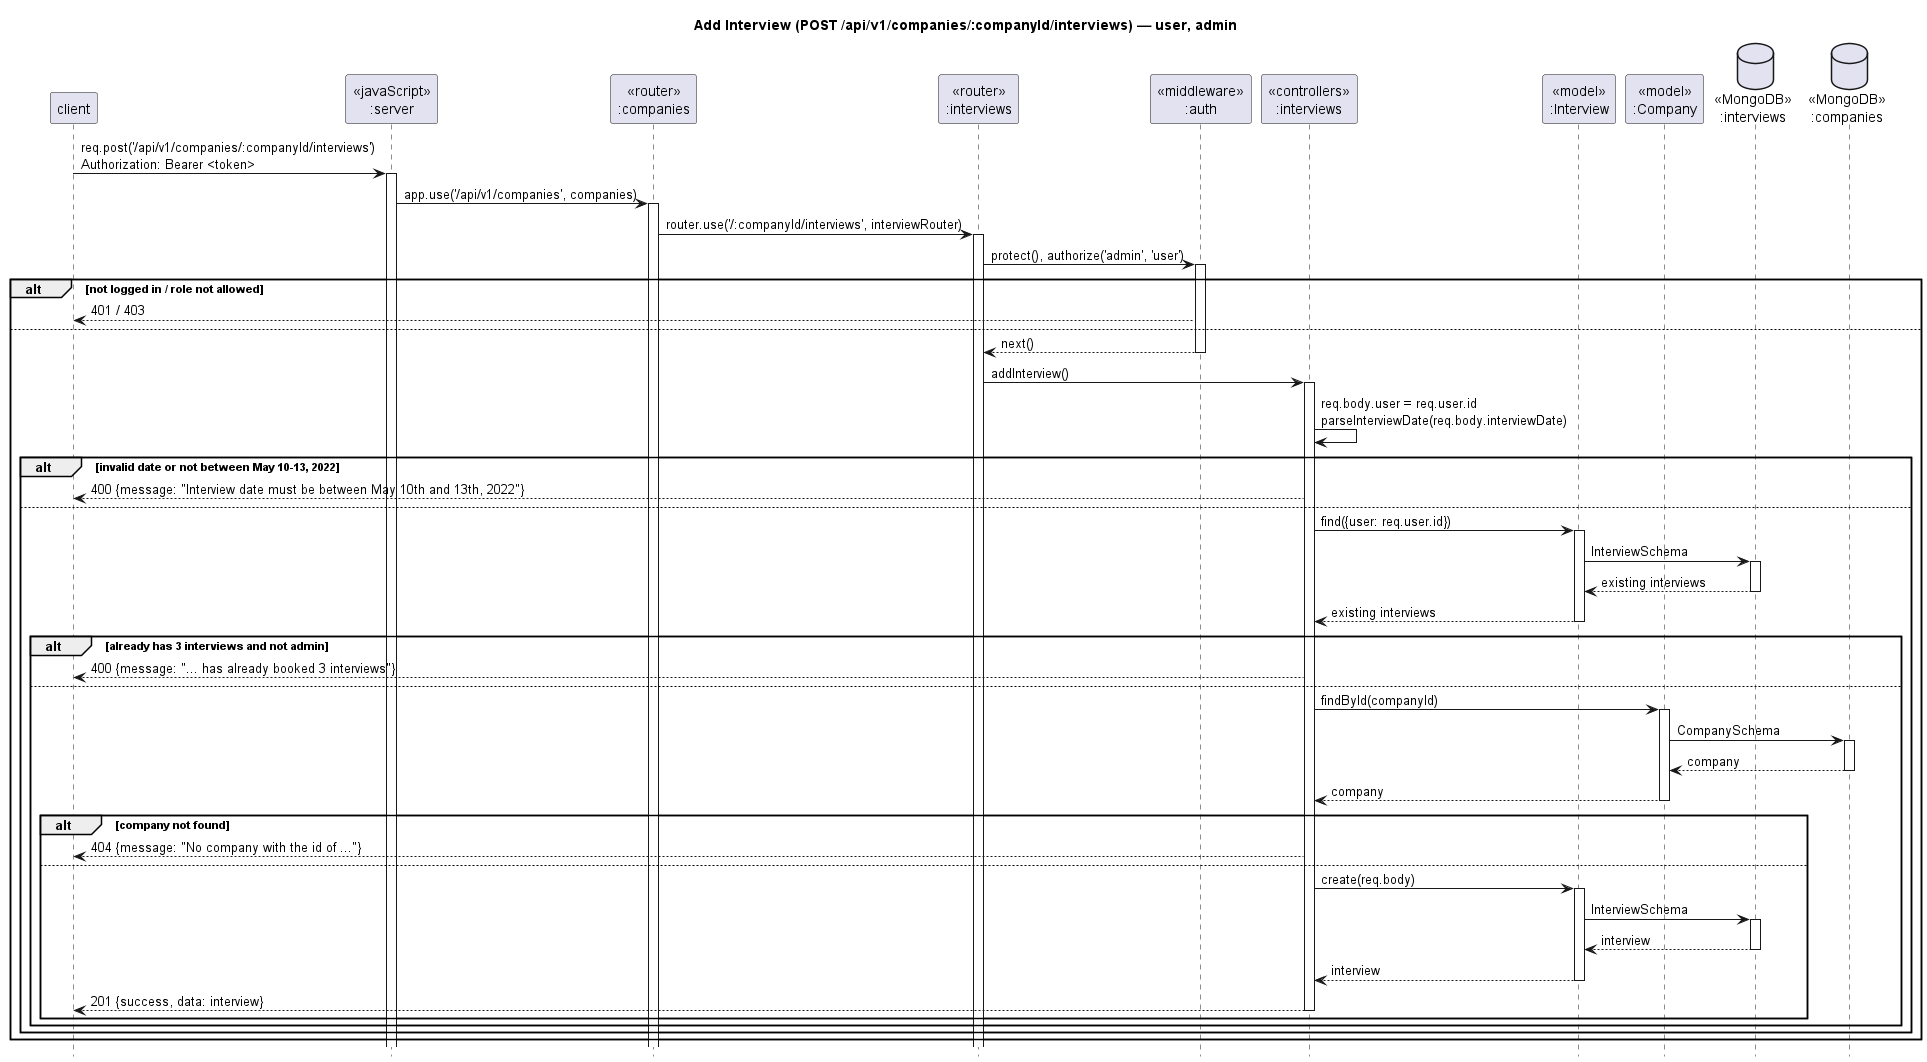 Add Interview (POST /api/v1/companies/:companyId/interviews) — user, admin
client
«javaScript»
:server
«router»
:companies
«router»
:interviews
«middleware»
:auth
«controllers»
:interviews
«model»
:Interview
«model»
:Company
«MongoDB»
:interviews
«MongoDB»
:companies
req.post('/api/v1/companies/:companyId/interviews')
Authorization: Bearer <token>
app.use('/api/v1/companies', companies)
router.use('/:companyId/interviews', interviewRouter)
protect(), authorize('admin', 'user')
alt [not logged in / role not allowed]
401 / 403
next()
addInterview()
req.body.user = req.user.id
parseInterviewDate(req.body.interviewDate)
alt [invalid date or not between May 10-13, 2022]
400 {message: "Interview date must be between May 10th and 13th, 2022"}
find({user: req.user.id})
InterviewSchema
existing interviews
existing interviews
alt [already has 3 interviews and not admin]
400 {message: "... has already booked 3 interviews"}
findById(companyId)
CompanySchema
company
company
alt [company not found]
404 {message: "No company with the id of ..."}
create(req.body)
InterviewSchema
interview
interview
201 {success, data: interview}